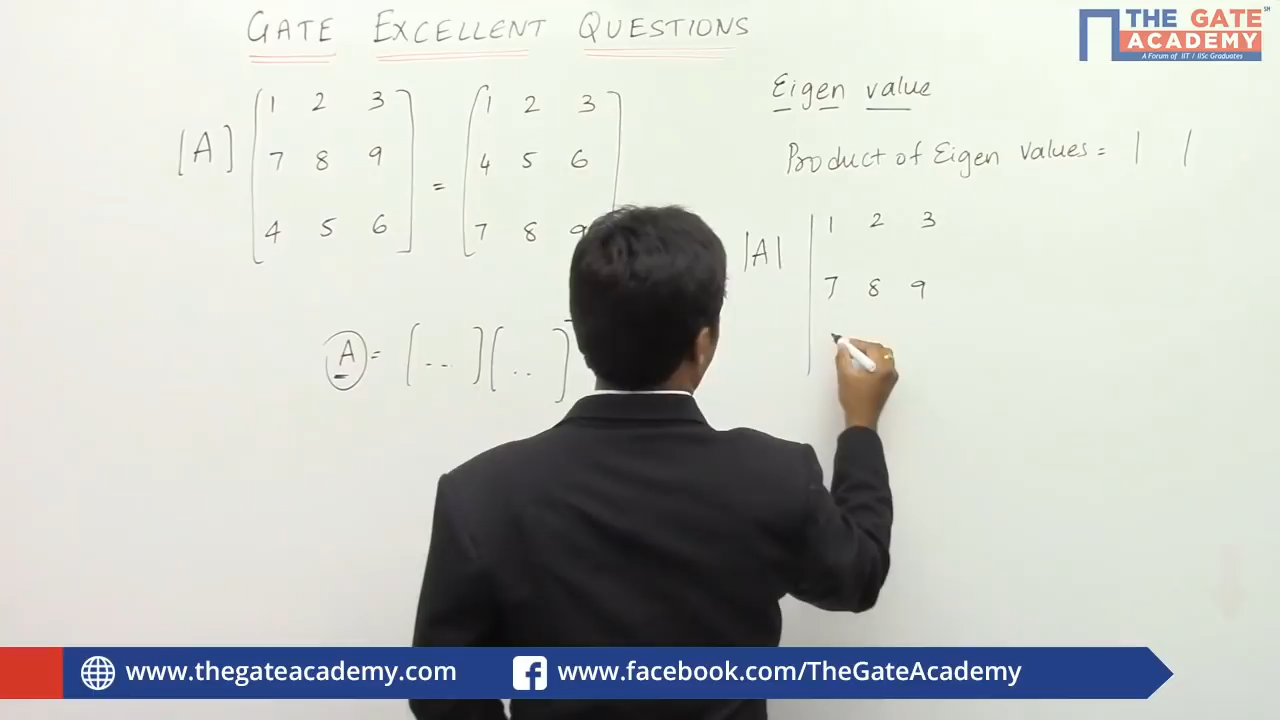 GATE EXCELLENT QUESTIONS
THE GATE
ACADEMY
A Forum of IIT / IISc Graduates
Eigen value
Product of Eigen Values = | |
[A] [1 2 3
7 8 9
4 5 6]
= [1 2 3
4 5 6
7 8 9
|A| | 1 2 3
7 8 9
A = [...] [..]
www.thegateacademy.com
www.facebook.com/TheGateAcademy